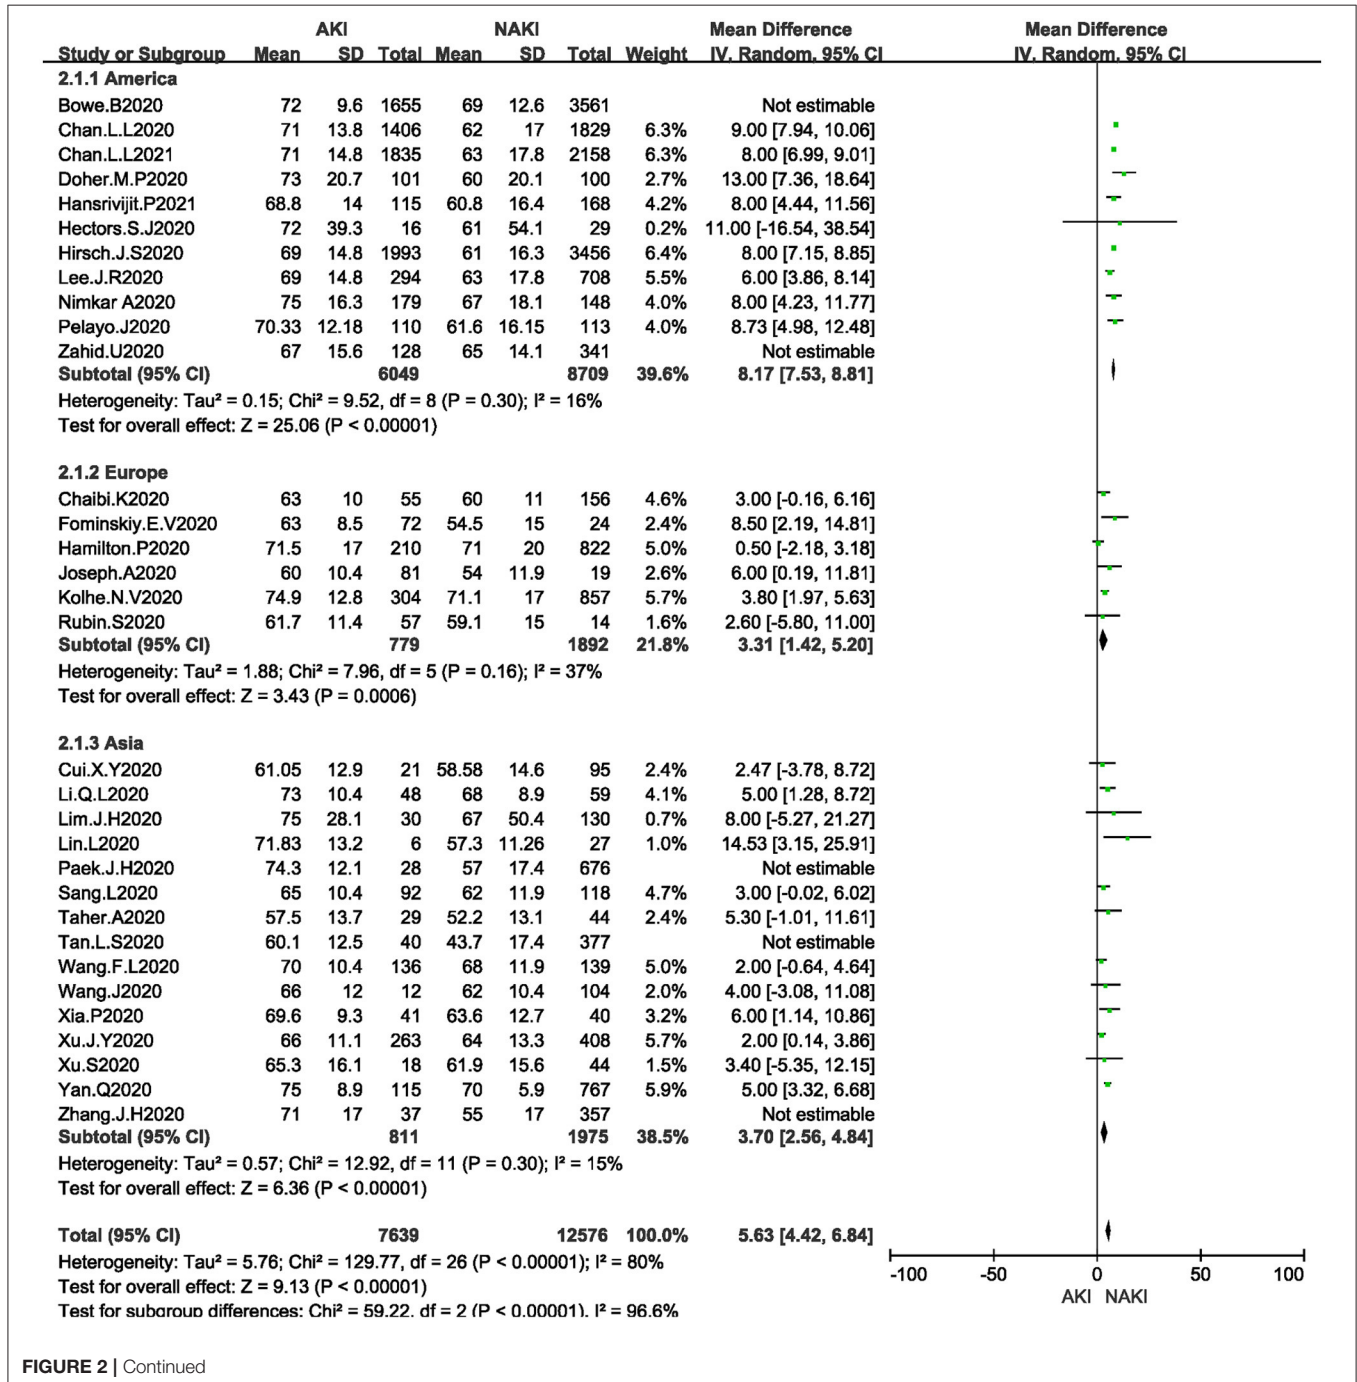 AKI NAKI Mean Difference Mean Difference
Study or Subgroup Mean SD Total Mean SD Total Weight IV, Random, 95% CI IV, Random, 95% CI
2.1.1 America
Bowe.B2020 72 9.6 1655 69 12.6 3561 Not estimable
Chan.L.L2020 71 13.8 1406 62 17 1829 6.3% 9.00 [7.94, 10.06]
Chan.L.L2021 71 14.8 1835 63 17.8 2158 6.3% 8.00 [6.99, 9.01]
Doher.M.P2020 73 20.7 101 60 20.1 100 2.7% 13.00 [7.36, 18.64]
Hansrivijit.P2021 68.8 14 115 60.8 16.4 168 4.2% 8.00 [4.44, 11.56]
Hectors.S.J2020 72 39.3 16 61 54.1 29 0.2% 11.00 [-16.54, 38.54]
Hirsch.J.S2020 69 14.8 1993 61 16.3 3456 6.4% 8.00 [7.15, 8.85]
Lee.J.R2020 69 14.8 294 63 17.8 708 5.5% 6.00 [3.86, 8.14]
Nimkar A2020 75 16.3 179 67 18.1 148 4.0% 8.00 [4.23, 11.77]
Pelayo.J2020 70.33 12.18 110 61.6 16.15 113 4.0% 8.73 [4.98, 12.48]
Zahid.U2020 67 15.6 128 65 14.1 341 Not estimable
Subtotal (95% CI) 6049 8709 39.6% 8.17 [7.53, 8.81]
Heterogeneity: Tau² = 0.15; Chi² = 9.52, df = 8 (P = 0.30); I² = 16%
Test for overall effect: Z = 25.06 (P < 0.00001)
2.1.2 Europe
Chaibi.K2020 63 10 55 60 11 156 4.6% 3.00 [-0.16, 6.16]
Fominskiy.E.V2020 63 8.5 72 54.5 15 24 2.4% 8.50 [2.19, 14.81]
Hamilton.P2020 71.5 17 210 71 20 822 5.0% 0.50 [-2.18, 3.18]
Joseph.A2020 60 10.4 81 54 11.9 19 2.6% 6.00 [0.19, 11.81]
Kolhe.N.V2020 74.9 12.8 304 71.1 17 857 5.7% 3.80 [1.97, 5.63]
Rubin.S2020 61.7 11.4 57 59.1 15 14 1.6% 2.60 [-5.80, 11.00]
Subtotal (95% CI) 779 1892 21.8% 3.31 [1.42, 5.20]
Heterogeneity: Tau² = 1.88; Chi² = 7.96, df = 5 (P = 0.16); I² = 37%
Test for overall effect: Z = 3.43 (P = 0.0006)
2.1.3 Asia
Cui.X.Y2020 61.05 12.9 21 58.58 14.6 95 2.4% 2.47 [-3.78, 8.72]
Li.Q.L2020 73 10.4 48 68 8.9 59 4.1% 5.00 [1.28, 8.72]
Lim.J.H2020 75 28.1 30 67 50.4 130 0.7% 8.00 [-5.27, 21.27]
Lin.L2020 71.83 13.2 6 57.3 11.26 27 1.0% 14.53 [3.15, 25.91]
Paek.J.H2020 74.3 12.1 28 57 17.4 676 Not estimable
Sang.L2020 65 10.4 92 62 11.9 118 4.7% 3.00 [-0.02, 6.02]
Taher.A2020 57.5 13.7 29 52.2 13.1 44 2.4% 5.30 [-1.01, 11.61]
Tan.L.S2020 60.1 12.5 40 43.7 17.4 377 Not estimable
Wang.F.L2020 70 10.4 136 68 11.9 139 5.0% 2.00 [-0.64, 4.64]
Wang.J2020 66 12 12 62 10.4 104 2.0% 4.00 [-3.08, 11.08]
Xia.P2020 69.6 9.3 41 63.6 12.7 40 3.2% 6.00 [1.14, 10.86]
Xu.J.Y2020 66 11.1 263 64 13.3 408 5.7% 2.00 [0.14, 3.86]
Xu.S2020 65.3 16.1 18 61.9 15.6 44 1.5% 3.40 [-5.35, 12.15]
Yan.Q2020 75 8.9 115 70 5.9 767 5.9% 5.00 [3.32, 6.68]
Zhang.J.H2020 71 17 37 55 17 357 Not estimable
Subtotal (95% CI) 811 1975 38.5% 3.70 [2.56, 4.84]
Heterogeneity: Tau² = 0.57; Chi² = 12.92, df = 11 (P = 0.30); I² = 15%
Test for overall effect: Z = 6.36 (P < 0.00001)
Total (95% CI) 7639 12576 100.0% 5.63 [4.42, 6.84]
Heterogeneity: Tau² = 5.76; Chi² = 129.77, df = 26 (P < 0.00001); I² = 80%
Test for overall effect: Z = 9.13 (P < 0.00001)
Test for subgroup differences: Chi² = 59.22, df = 2 (P < 0.00001), I² = 96.6%
-100 -50 0 50 100
AKI NAKI
FIGURE 2 | Continued